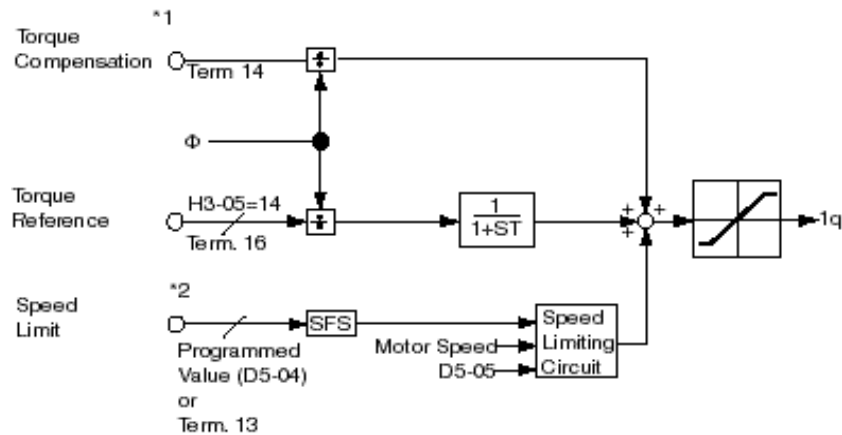 *1
Torque
Compensation
Term 14
÷
Φ
Torque
Reference
H3-05=14
Term. 16
÷
1
1+ST
+
+
+
1q
*2
Speed
Limit
SFS
Programmed
Value (D5-04)
or
Term. 13
Motor Speed
D5-05
Speed
Limiting
Circuit